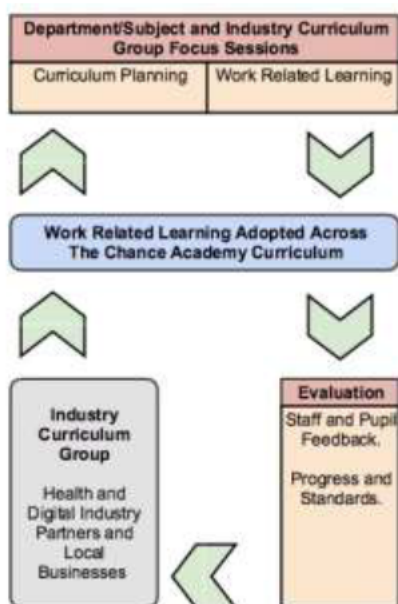 Department/Subject and Industry Curriculum
Group Focus Sessions
Curriculum Planning
Work Related Learning
Work Related Learning Adopted Across
The Chance Academy Curriculum
Industry
Curriculum
Group
Health and
Digital Industry
Partners and
Local
Businesses
Evaluation
Staff and Pupil
Feedback.
Progress and
Standards.